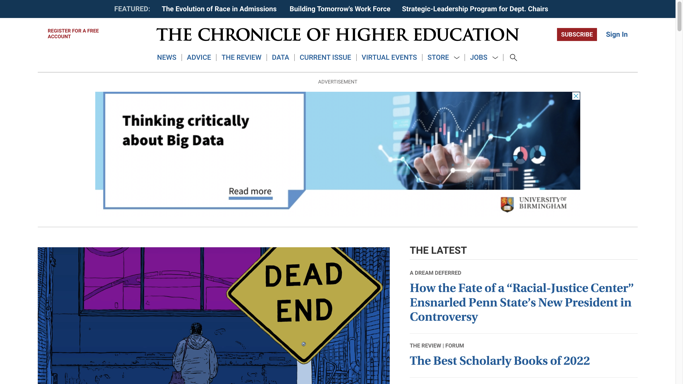 FEATURED: The Evolution of Race in Admissions Building Tomorrow's Work Force Strategic-Leadership Program for Dept. Chairs
REGISTER FOR A FREE
ACCOUNT
THE CHRONICLE OF HIGHER EDUCATION
SUBSCRIBE
Sign In
NEWS | ADVICE | THE REVIEW | DATA | CURRENT ISSUE | VIRTUAL EVENTS | STORE | JOBS |
ADVERTISEMENT
Thinking critically
about Big Data
Read more
UNIVERSITY OF
BIRMINGHAM
DEAD
END
THE LATEST
A DREAM DEFERRED
How the Fate of a “Racial-Justice Center”
Ensnarled Penn State’s New President in
Controversy
THE REVIEW | FORUM
The Best Scholarly Books of 2022